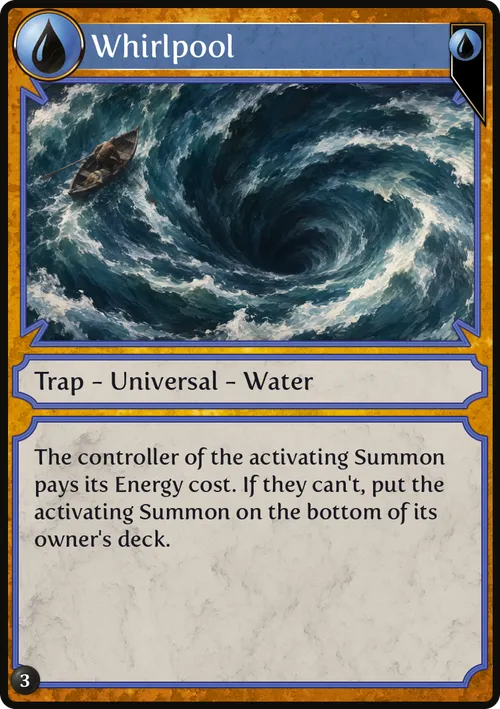 Whirlpool
Trap - Universal - Water
The controller of the activating Summon
pays its Energy cost. If they can't, put the
activating Summon on the bottom of its
owner's deck.
3